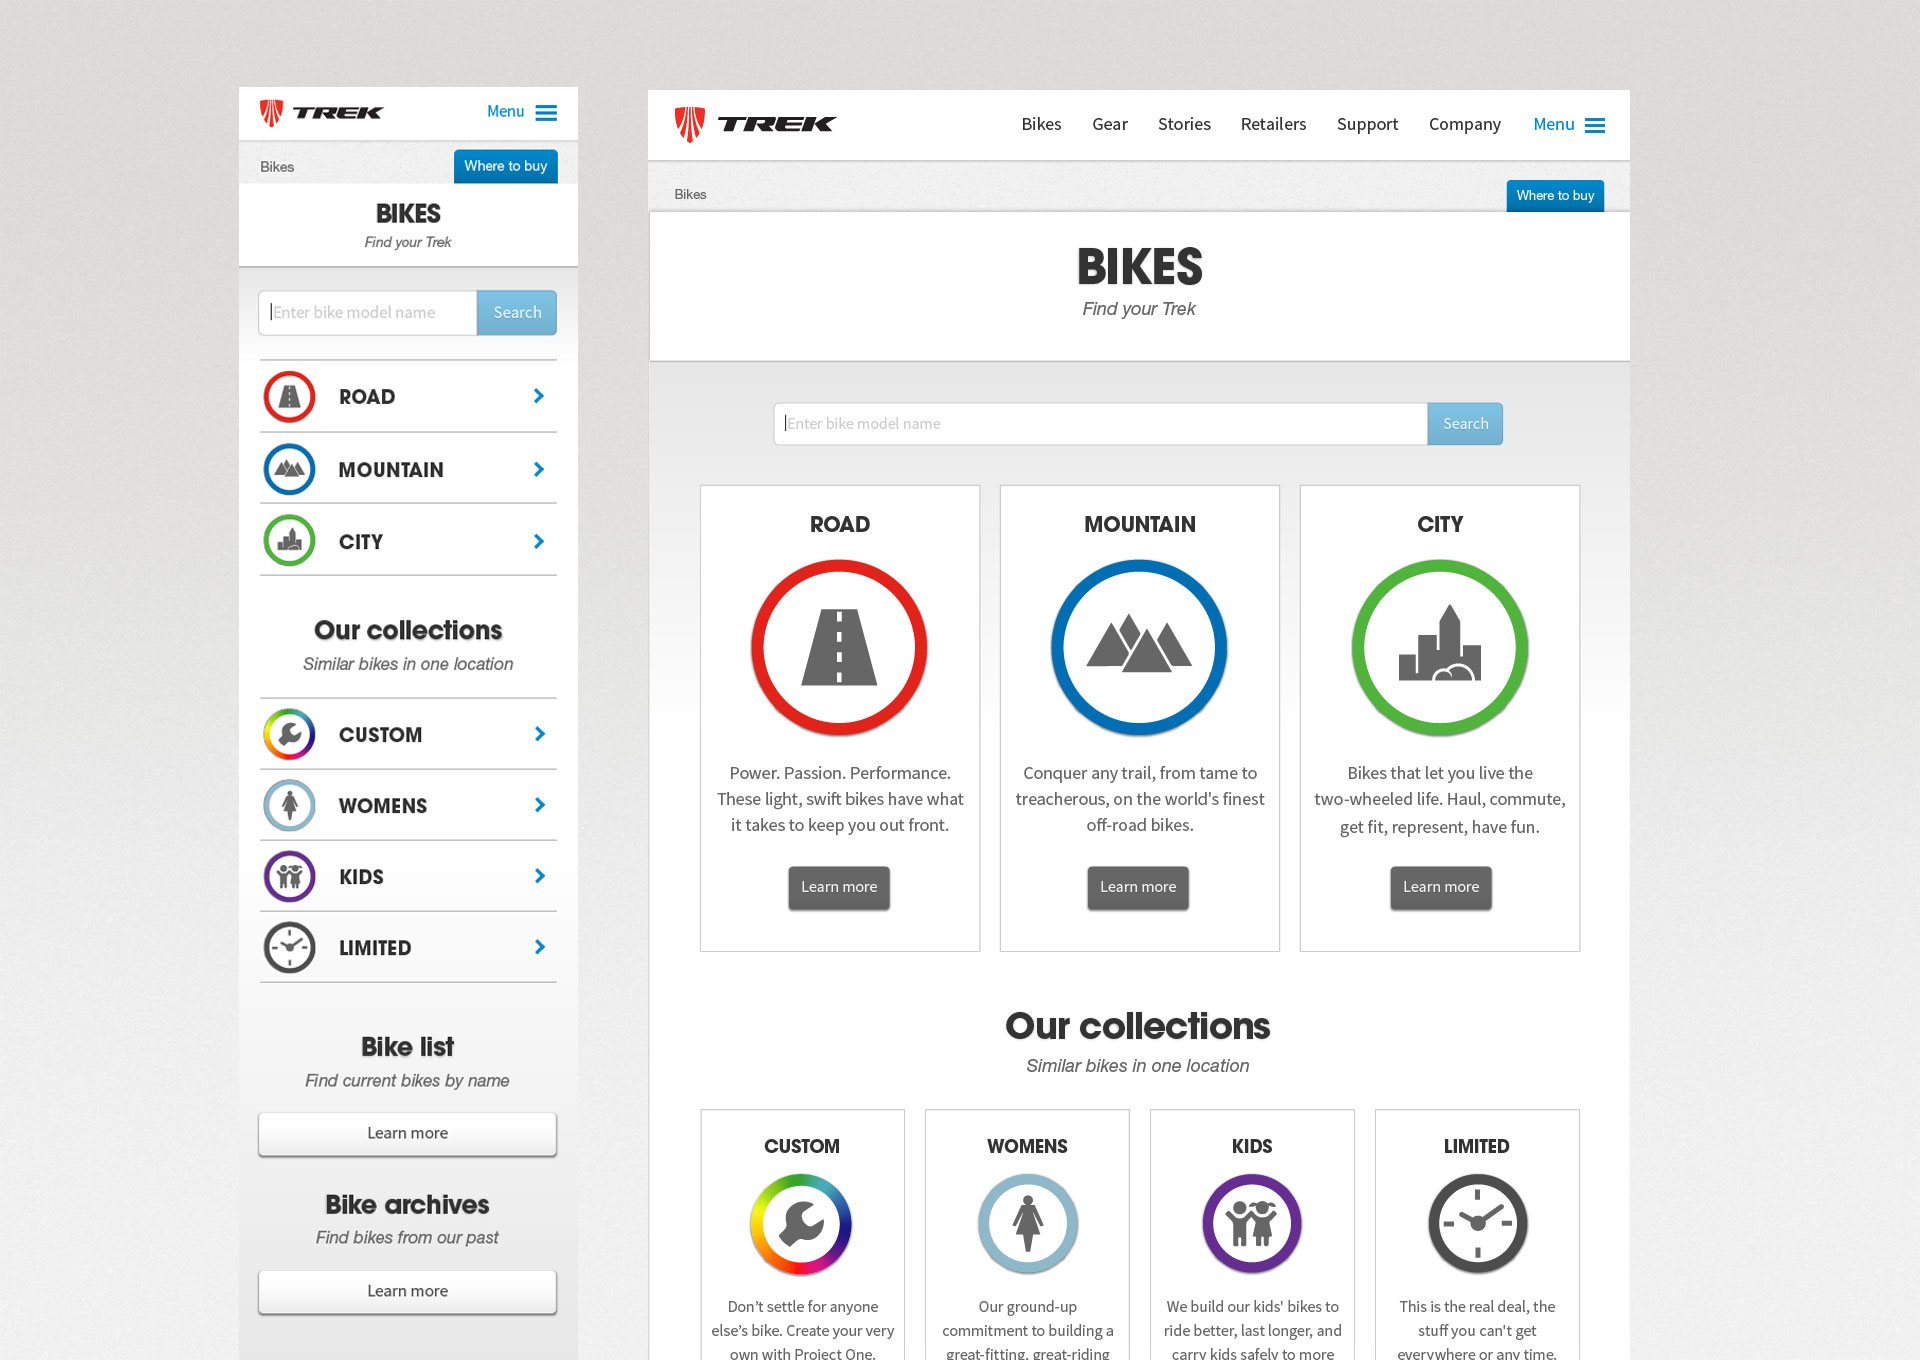 TREK
Menu
Bikes
Where to buy
BIKES
Find your Trek
Enter bike model name
Search
ROAD
MOUNTAIN
CITY
Our collections
Similar bikes in one location
CUSTOM
WOMENS
KIDS
LIMITED
Bike list
Find current bikes by name
Learn more
Bike archives
Find bikes from our past
Learn more
TREK
Bikes Gear Stories Retailers Support Company Menu
Bikes
Where to buy
BIKES
Find your Trek
Enter bike model name
Search
ROAD
Power. Passion. Performance.
These light, swift bikes have what
it takes to keep you out front.
Learn more
MOUNTAIN
Conquer any trail, from tame to
treacherous, on the world's finest
off-road bikes.
Learn more
CITY
Bikes that let you live the
two-wheeled life. Haul, commute,
get fit, represent, have fun.
Learn more
Our collections
Similar bikes in one location
CUSTOM
Don’t settle for anyone
else’s bike. Create your very
own with Project One.
WOMENS
Our ground-up
commitment to building a
great-fitting, great-riding
KIDS
We build our kids' bikes to
ride better, last longer, and
carry kids safely to more
LIMITED
This is the real deal, the
stuff you can't get
everywhere or any time.